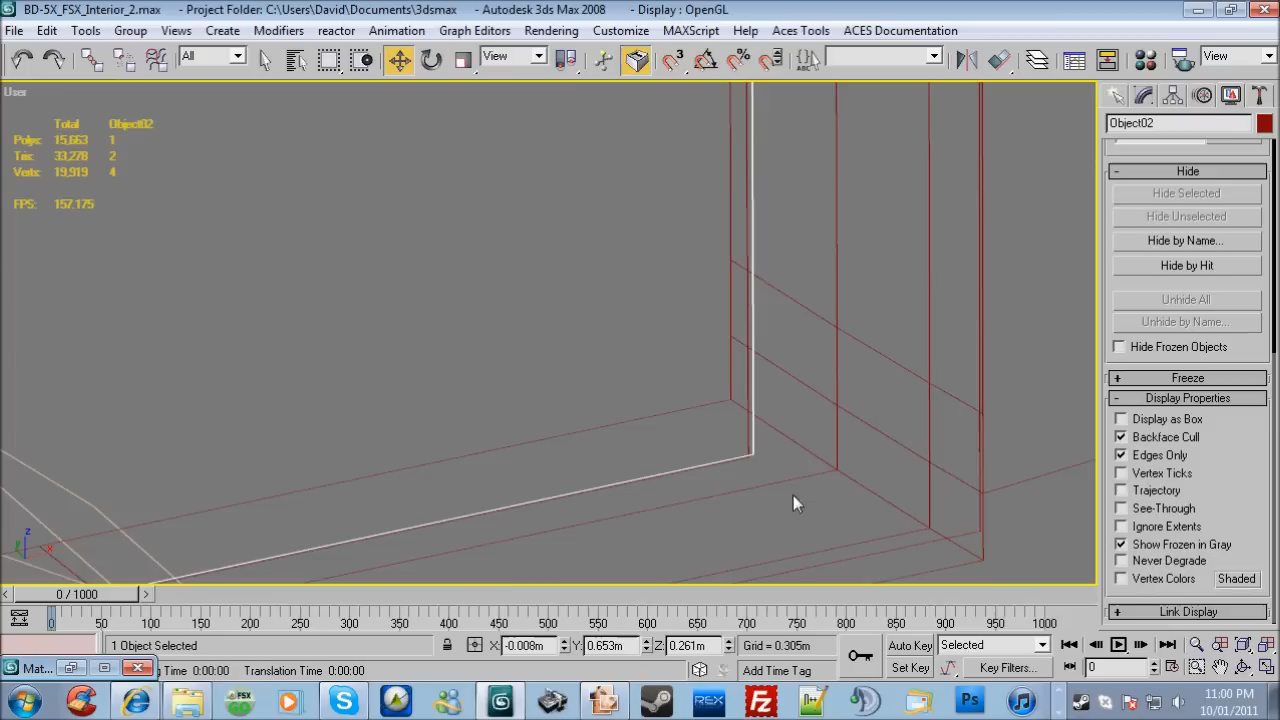 BD-5X_FSX_Interior_2.max - Project Folder: C:\Users\David\Documents\3dsmax - Autodesk 3ds Max 2008 - Display : OpenGL
File Edit Tools Group Views Create Modifiers reactor Animation Graph Editors Rendering Customize MAXScript Help Aces Tools ACES Documentation
All View 3 View
User
Total Object02
Polys: 15,663 1
Tris: 33,278 2
Verts: 19,919 4
FPS: 157.175
Object02
- Hide
Hide Selected
Hide Unselected
Hide by Name...
Hide by Hit
Unhide All
Unhide by Name...
Hide Frozen Objects
+ Freeze
- Display Properties
Display as Box
Backface Cull
Edges Only
Vertex Ticks
Trajectory
See-Through
Ignore Extents
Show Frozen in Gray
Never Degrade
Vertex Colors Shaded
+ Link Display
z
y x
< 0 / 1000 >
0 50 100 150 200 250 300 350 400 450 500 550 600 650 700 750 800 850 900 950 1000
1 Object Selected X: -0.008m Y: 0.653m Z: 0.261m Grid = 0.305m Auto Key Selected
Mat... Time 0:00:00 Translation Time 0:00:00 Add Time Tag Set Key Key Filters... 0
FSX REX Fz Ps
11:00 PM
10/01/2011